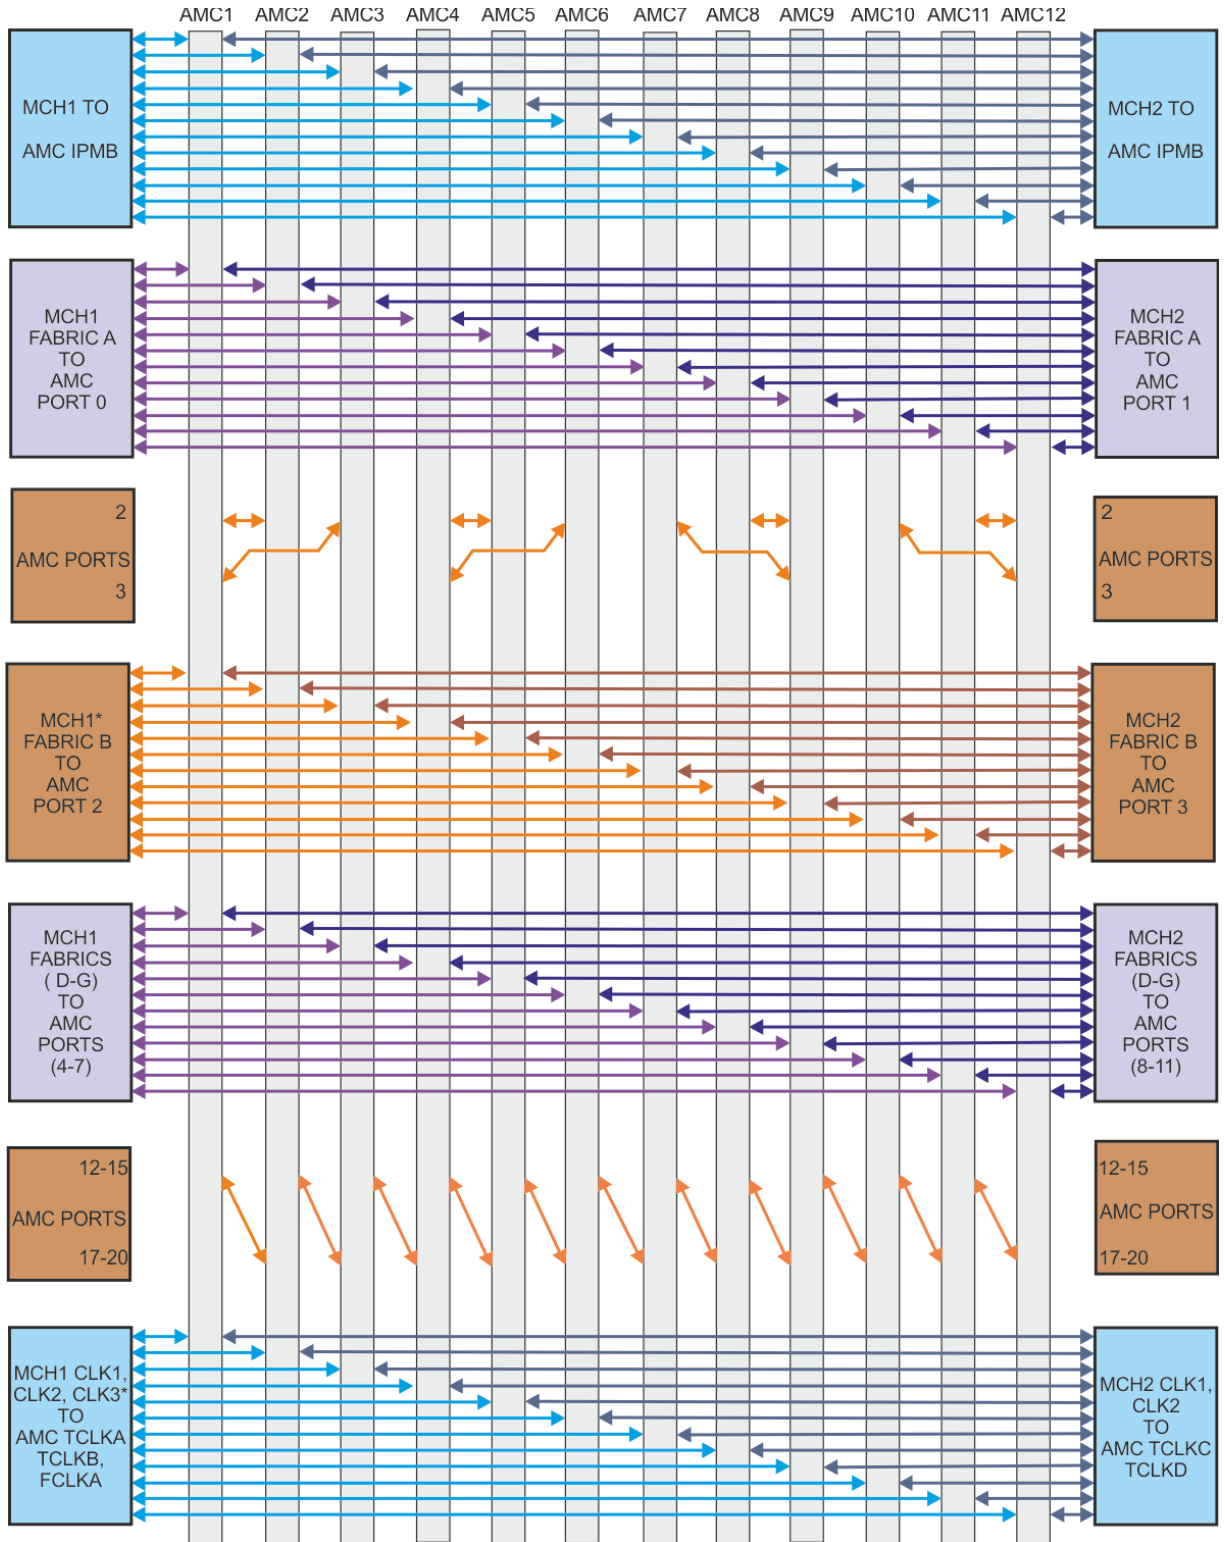 AMC1 AMC2 AMC3 AMC4 AMC5 AMC6 AMC7 AMC8 AMC9 AMC10 AMC11 AMC12
MCH1 TO
AMC IPMB
MCH2 TO
AMC IPMB
MCH1
FABRIC A
TO
AMC
PORT 0
MCH2
FABRIC A
TO
AMC
PORT 1
2
AMC PORTS
3
2
AMC PORTS
3
MCH1*
FABRIC B
TO
AMC
PORT 2
MCH2
FABRIC B
TO
AMC
PORT 3
MCH1
FABRICS
( D-G)
TO
AMC
PORTS
(4-7)
MCH2
FABRICS
(D-G)
TO
AMC
PORTS
(8-11)
12-15
AMC PORTS
17-20
12-15
AMC PORTS
17-20
MCH1 CLK1,
CLK2, CLK3*
TO
AMC TCLKA
TCLKB,
FCLKA
MCH2 CLK1,
CLK2
TO
AMC TCLKC
TCLKD